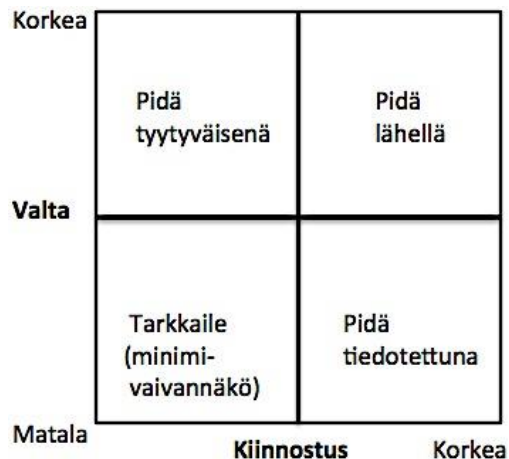 Korkea
Pidä
tyytyväisenä
Pidä
lähellä
Valta
Tarkkaile
(minimi-
vaivannäkö)
Pidä
tiedotettuna
Matala
Kiinnostus
Korkea